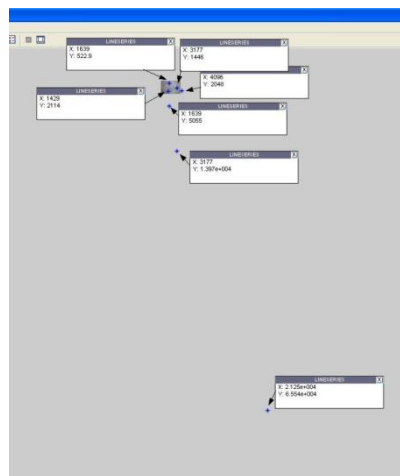 LINESERIES
X: 1639
Y: 522.9
LINESERIES
X: 3177
Y: 1446
X: 4096
Y: 2048
LINESERIES
X: 1429
Y: 2114
LINESERIES
X: 1639
Y: 5055
LINESERIES
X: 3177
Y: 1.397e+004
LINESERIES
X: 2.125e+004
Y: 6.554e+004